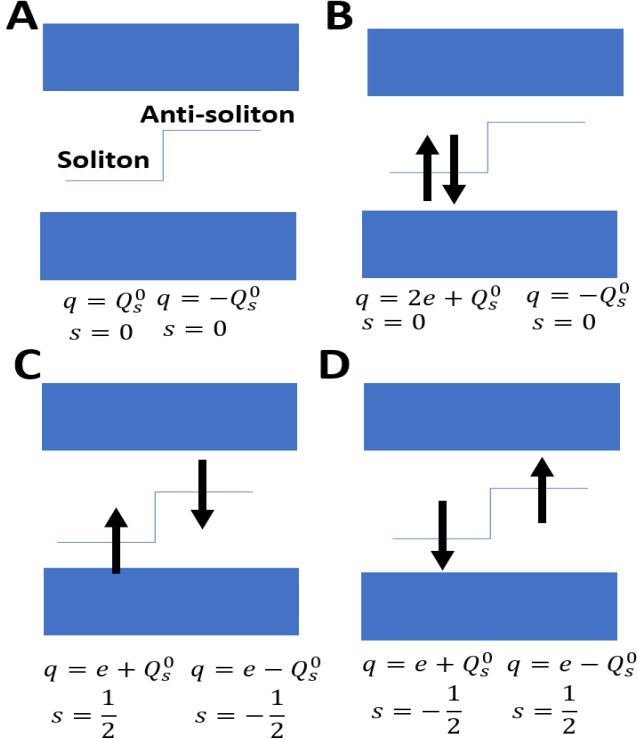 A
B
Anti-soliton
Soliton
q = Q_s^0 q = −Q_s^0
s = 0 s = 0
q = 2e + Q_s^0 q = −Q_s^0
s = 0 s = 0
C
D
q = e + Q_s^0 q = e − Q_s^0
s = 1/2 s = −1/2
q = e + Q_s^0 q = e − Q_s^0
s = −1/2 s = 1/2